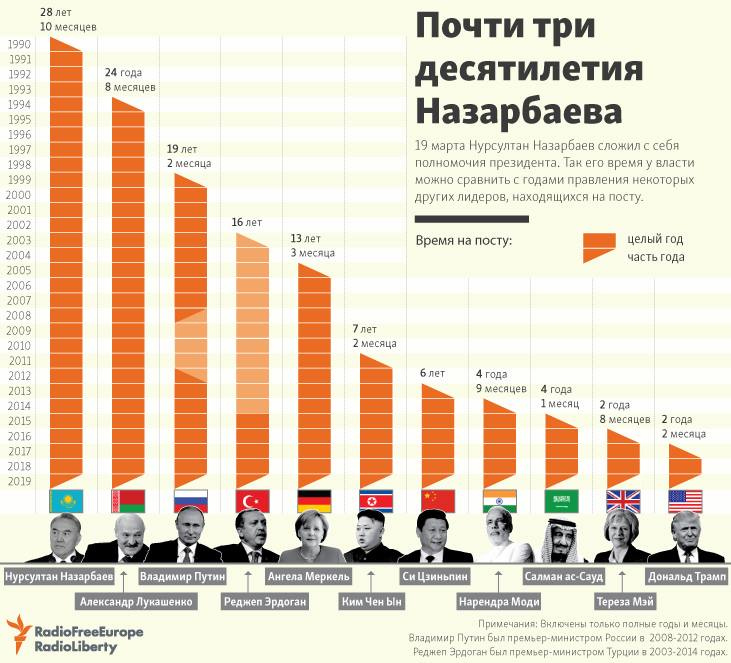 Почти три
десятилетия
Назарбаева
19 марта Нурсултан Назарбаев сложил с себя
полномочия президента. Так его время у власти
можно сравнить с годами правления некоторых
других лидеров, находящихся на посту.
Время на посту:
целый год
часть года
28 лет
10 месяцев
24 года
8 месяцев
19 лет
2 месяца
16 лет
13 лет
3 месяца
7 лет
2 месяца
6 лет
4 года
9 месяцев
4 года
1 месяц
2 года
8 месяцев
2 года
2 месяца
1990
1991
1992
1993
1994
1995
1996
1997
1998
1999
2000
2001
2002
2003
2004
2005
2006
2007
2008
2009
2010
2011
2012
2013
2014
2015
2016
2017
2018
2019
Нурсултан Назарбаев
Александр Лукашенко
Владимир Путин
Реджеп Эрдоган
Ангела Меркель
Ким Чен Ын
Си Цзиньпин
Нарендра Моди
Салман ас-Сауд
Тереза Мэй
Дональд Трамп
RadioFreeEurope
RadioLiberty
Примечания: Включены только полные годы и месяцы.
Владимир Путин был премьер-министром России в 2008-2012 годах.
Реджеп Эрдоган был премьер-министром Турции в 2003-2014 годах.